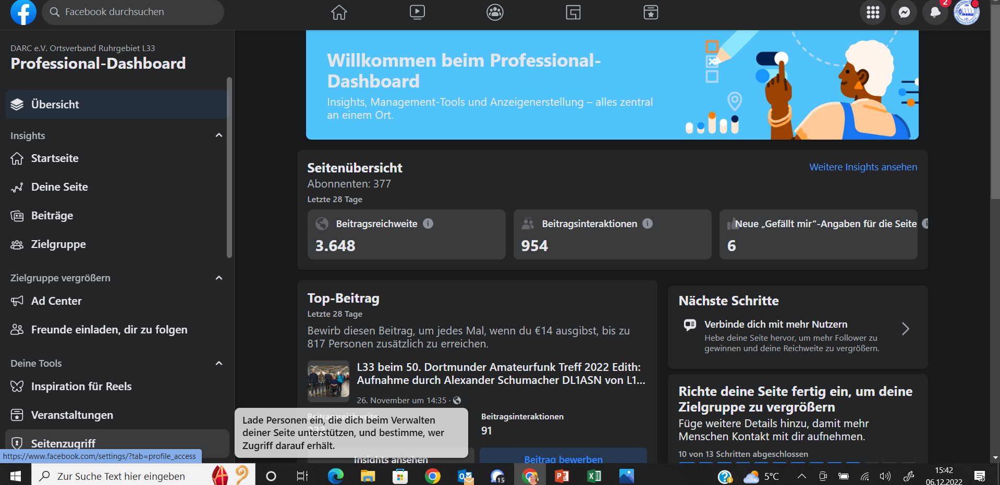 Facebook durchsuchen
2
DARC e.V. Ortsverband Ruhrgebiet L33
Professional-Dashboard
Übersicht
Insights
Startseite
Deine Seite
Beiträge
Zielgruppe
Zielgruppe vergrößern
Ad Center
Freunde einladen, dir zu folgen
Deine Tools
Inspiration für Reels
Veranstaltungen
Seitenzugriff
https://www.facebook.com/settings/?tab=profile_access
Willkommen beim Professional-
Dashboard
Insights, Management-Tools und Anzeigenerstellung – alles zentral
an einem Ort.
Seitenübersicht
Weitere Insights ansehen
Abonnenten: 377
Letzte 28 Tage
Beitragsreichweite
3.648
Beitragsinteraktionen
954
Neue „Gefällt mir“-Angaben für die Seite
6
Top-Beitrag
Letzte 28 Tage
Bewirb diesen Beitrag, um jedes Mal, wenn du €14 ausgibst, bis zu
817 Personen zusätzlich zu erreichen.
L33 beim 50. Dortmunder Amateurfunk Treff 2022 Edith:
Aufnahme durch Alexander Schumacher DL1ASN von L1...
26. November um 14:35 ·
Beitragsreichweite
233
Beitragsinteraktionen
91
Lade Personen ein, die dich beim Verwalten
deiner Seite unterstützen, und bestimme, wer
Zugriff darauf erhält.
Insights ansehen
Beitrag bewerben
Nächste Schritte
Verbinde dich mit mehr Nutzern
Hebe deine Seite hervor, um mehr Follower zu
gewinnen und deine Reichweite zu vergrößern.
Richte deine Seite fertig ein, um deine
Zielgruppe zu vergrößern
Füge weitere Details hinzu, damit mehr
Menschen Kontakt mit dir aufnehmen.
10 von 13 Schritten abgeschlossen
Zur Suche Text hier eingeben
15
5°C
15:42
06.12.2022